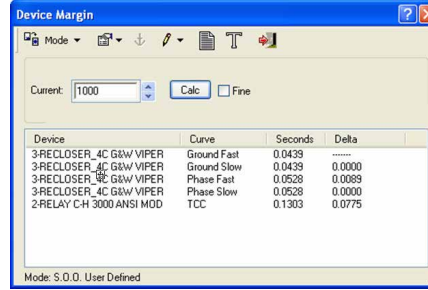 Device Margin
Mode
Current: 1000 Calc Fine
Device Curve Seconds Delta
3-RECLOSER_4C G&W VIPER Ground Fast 0.0439 -------
3-RECLOSER_4C G&W VIPER Ground Slow 0.0439 0.0000
3-RECLOSER_4C G&W VIPER Phase Fast 0.0528 0.0089
3-RECLOSER_4C G&W VIPER Phase Slow 0.0528 0.0000
2-RELAY C-H 3000 ANSI MOD TCC 0.1303 0.0775
Mode: S.O.O. User Defined